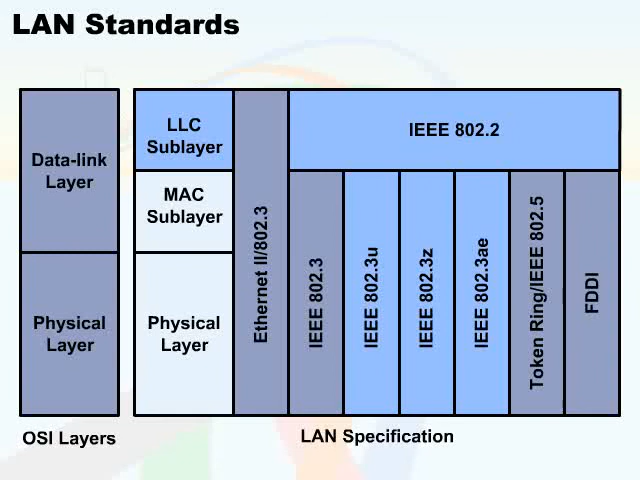 LAN Standards
Data-link
Layer
Physical
Layer
LLC
Sublayer
MAC
Sublayer
Physical
Layer
Ethernet II/802.3
IEEE 802.2
IEEE 802.3
IEEE 802.3u
IEEE 802.3z
IEEE 802.3ae
Token Ring/IEEE 802.5
FDDI
OSI Layers
LAN Specification